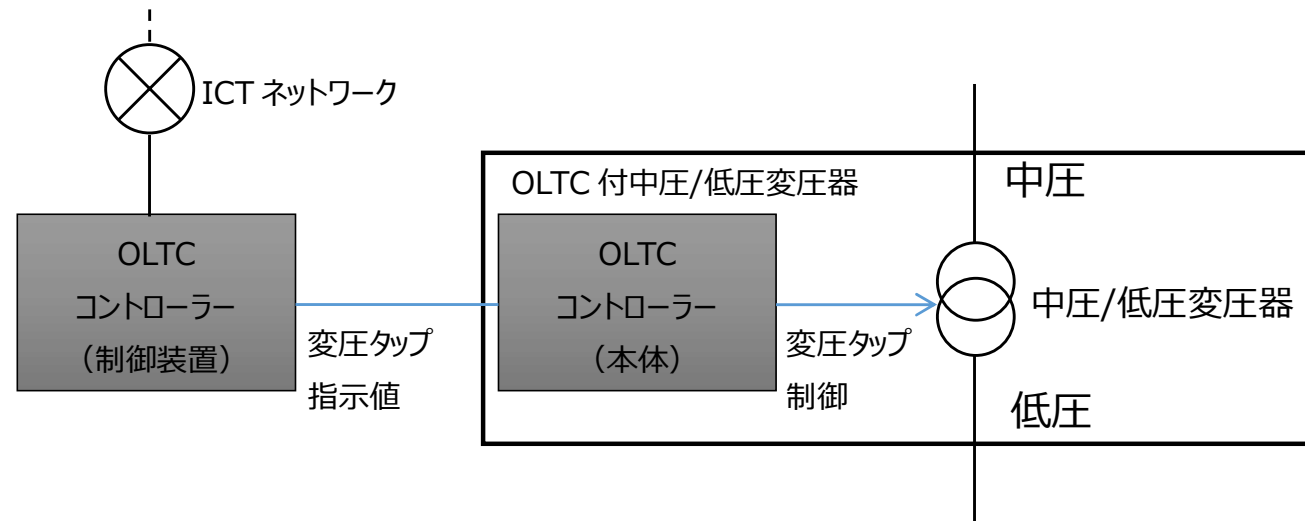 ICT ネットワーク
OLTC 付中圧/低圧変圧器
中圧
OLTC
コントローラー
（制御装置）
変圧タップ
指示値
OLTC
コントローラー
（本体）
変圧タップ
制御
中圧/低圧変圧器
低圧